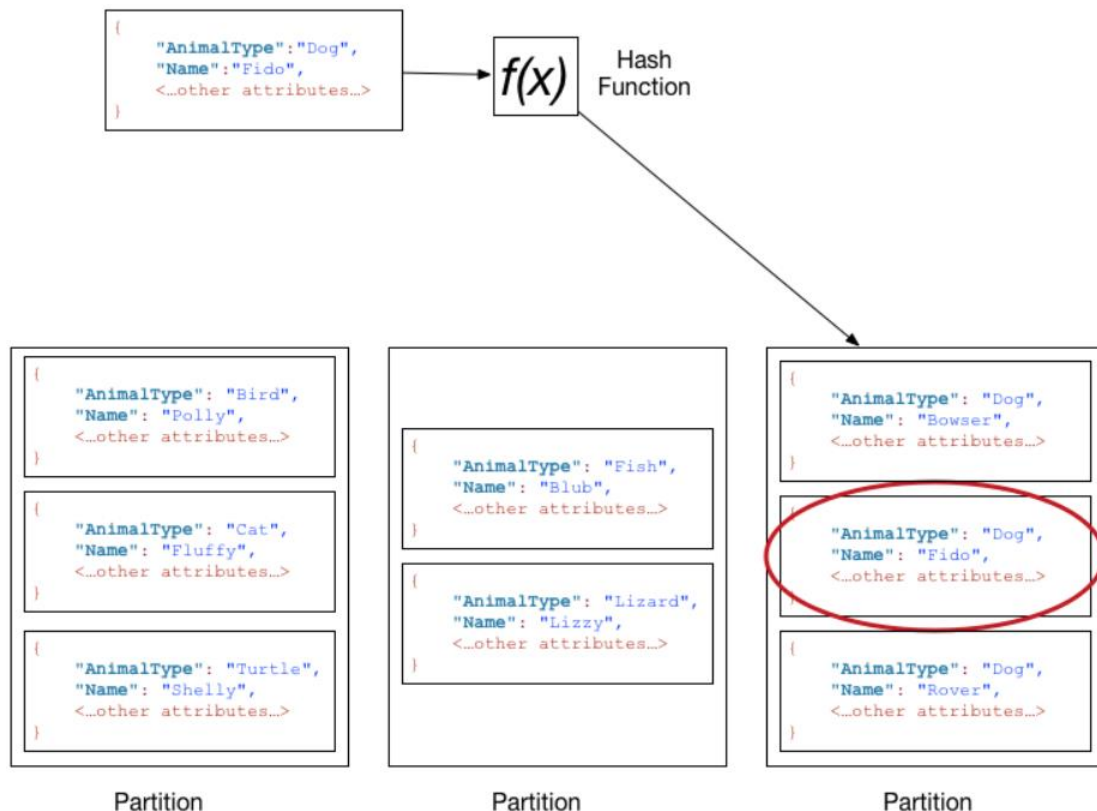 {
"AnimalType":"Dog",
"Name":"Fido",
<…other attributes…>
}
f(x)
Hash
Function
{
"AnimalType": "Bird",
"Name": "Polly",
<…other attributes…>
}
{
"AnimalType": "Cat",
"Name": "Fluffy",
<…other attributes…>
}
{
"AnimalType": "Turtle",
"Name": "Shelly",
<…other attributes…>
}
Partition
{
"AnimalType": "Fish",
"Name": "Blub",
<…other attributes…>
}
{
"AnimalType": "Lizard",
"Name": "Lizzy",
<…other attributes…>
}
Partition
{
"AnimalType": "Dog",
"Name": "Bowser",
<…other attributes…>
}
{
"AnimalType": "Dog",
"Name": "Fido",
<…other attributes…>
}
{
"AnimalType": "Dog",
"Name": "Rover",
<…other attributes…>
}
Partition